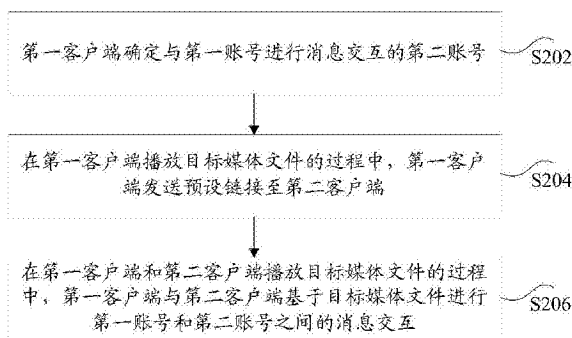 第一客户端确定与第一账号进行消息交互的第二账号
S202
在第一客户端播放目标媒体文件的过程中，第一客户
端发送预设链接至第二客户端
S204
在第一客户端和第二客户端播放目标媒体文件的过程
中，第一客户端与第二客户端基于目标媒体文件进行
第一账号和第二账号之间的消息交互
S206